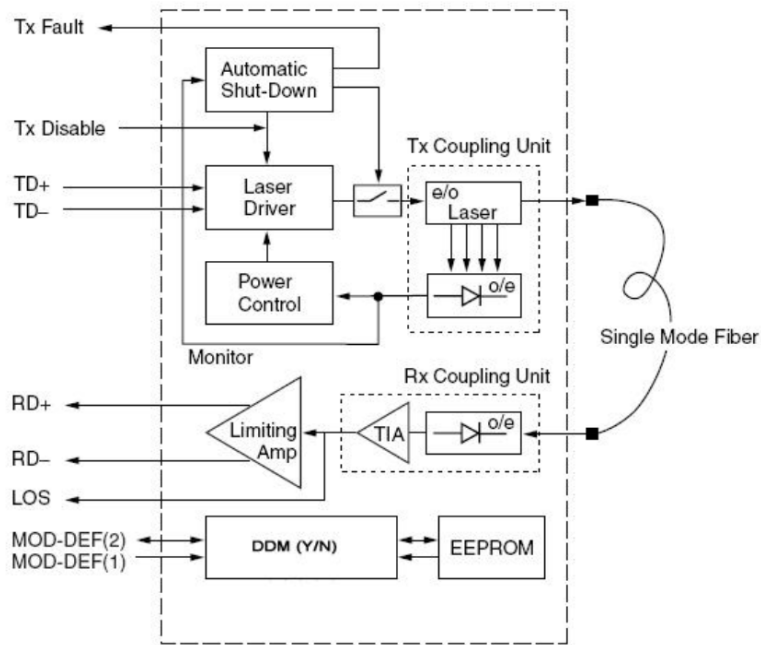 Tx Fault
Automatic
Shut-Down
Tx Disable
Tx Coupling Unit
TD+
TD–
Laser
Driver
e/o
Laser
Power
Control
o/e
Monitor
Single Mode Fiber
Rx Coupling Unit
RD+
RD–
Limiting
Amp
TIA
o/e
LOS
MOD-DEF(2)
MOD-DEF(1)
DDM (Y/N)
EEPROM